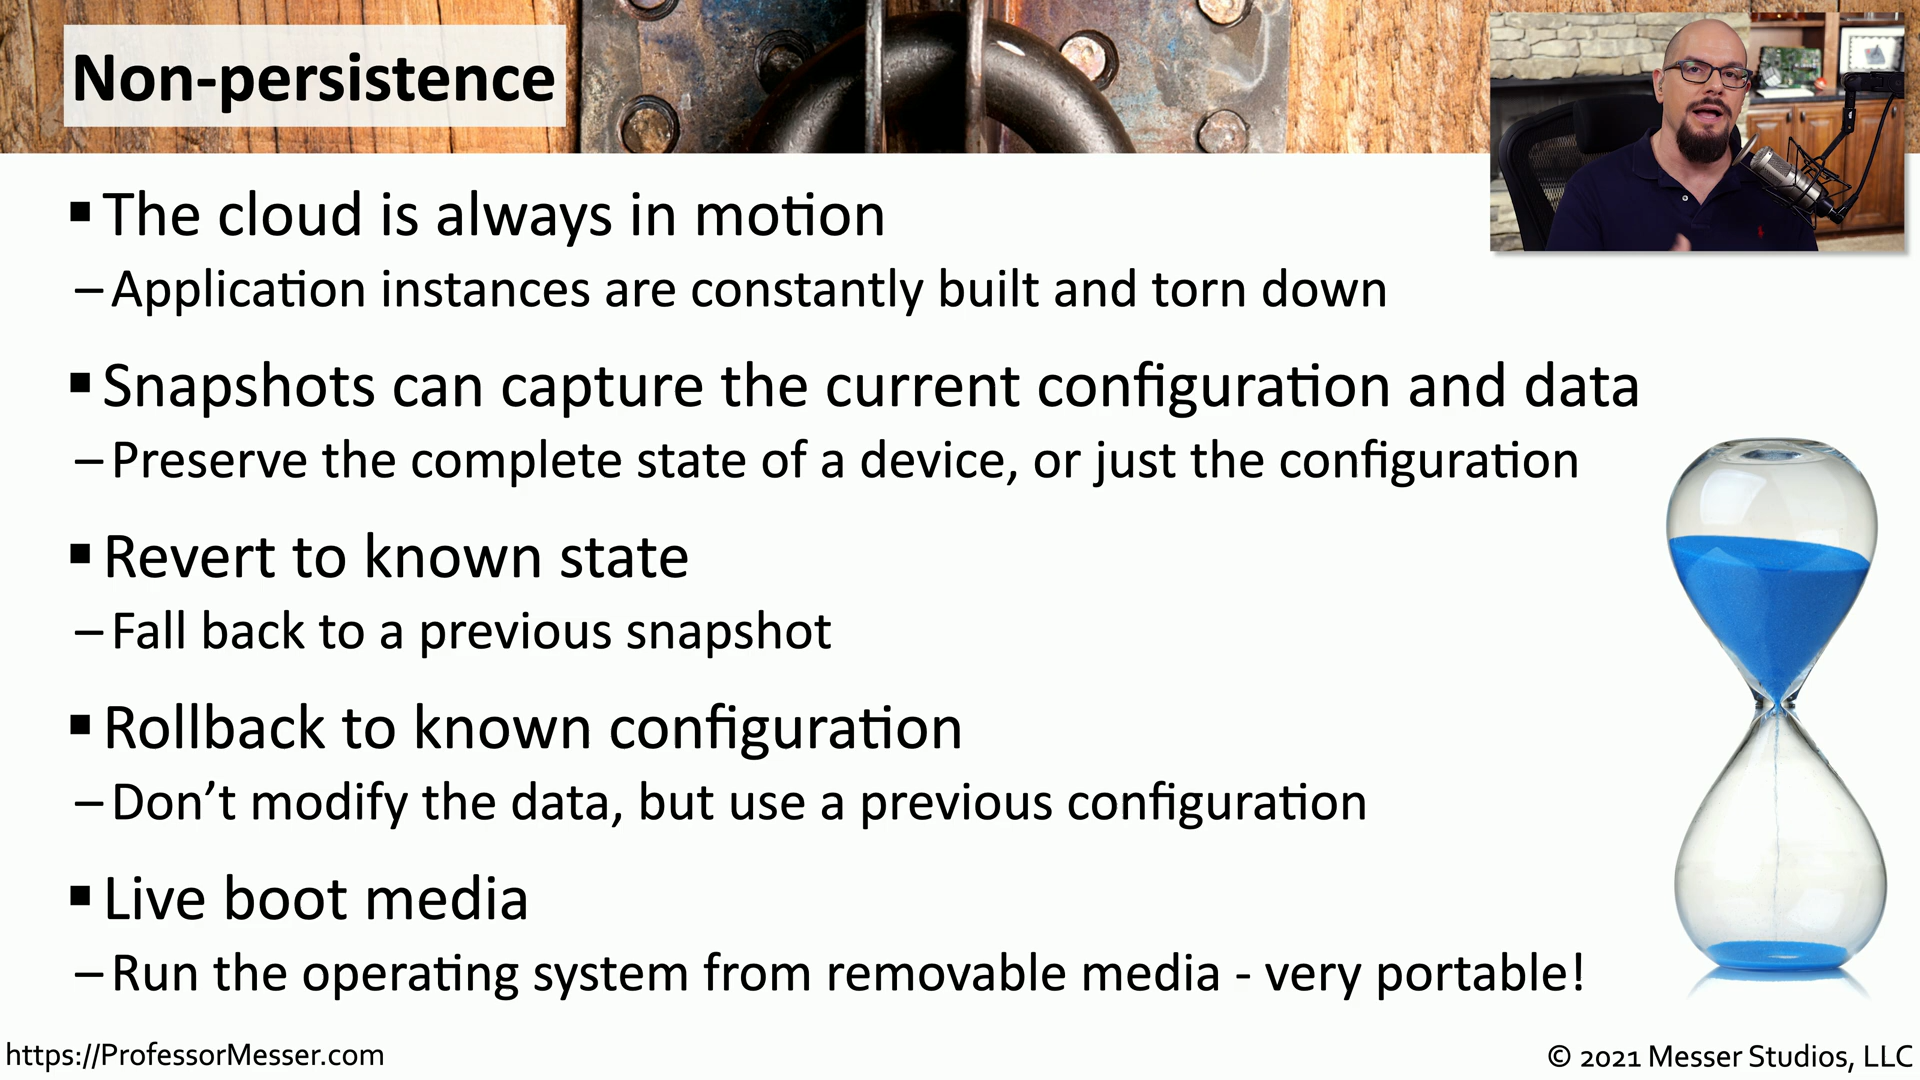 Non-persistence
▪ The cloud is always in motion
– Application instances are constantly built and torn down
▪ Snapshots can capture the current configuration and data
– Preserve the complete state of a device, or just the configuration
▪ Revert to known state
– Fall back to a previous snapshot
▪ Rollback to known configuration
– Don’t modify the data, but use a previous configuration
▪ Live boot media
– Run the operating system from removable media - very portable!
https://ProfessorMesser.com
© 2021 Messer Studios, LLC